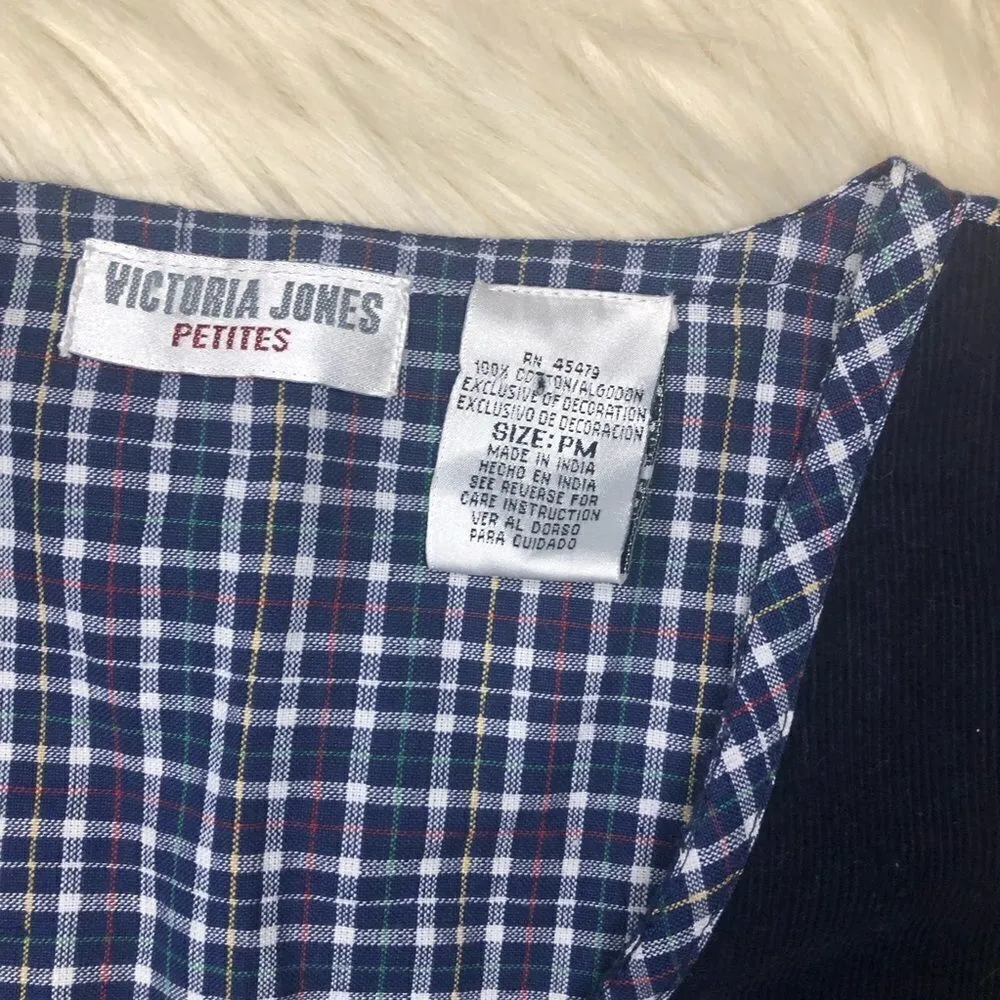 VICTORIA JONES
PETITES
RN 45479
100% COTTON/ALGODON
EXCLUSIVE OF DECORATION
EXCLUSIVO DE DECORACION
SIZE: PM
MADE IN INDIA
HECHO EN INDIA
SEE REVERSE FOR
CARE INSTRUCTION
VER AL DORSO
PARA CUIDADO